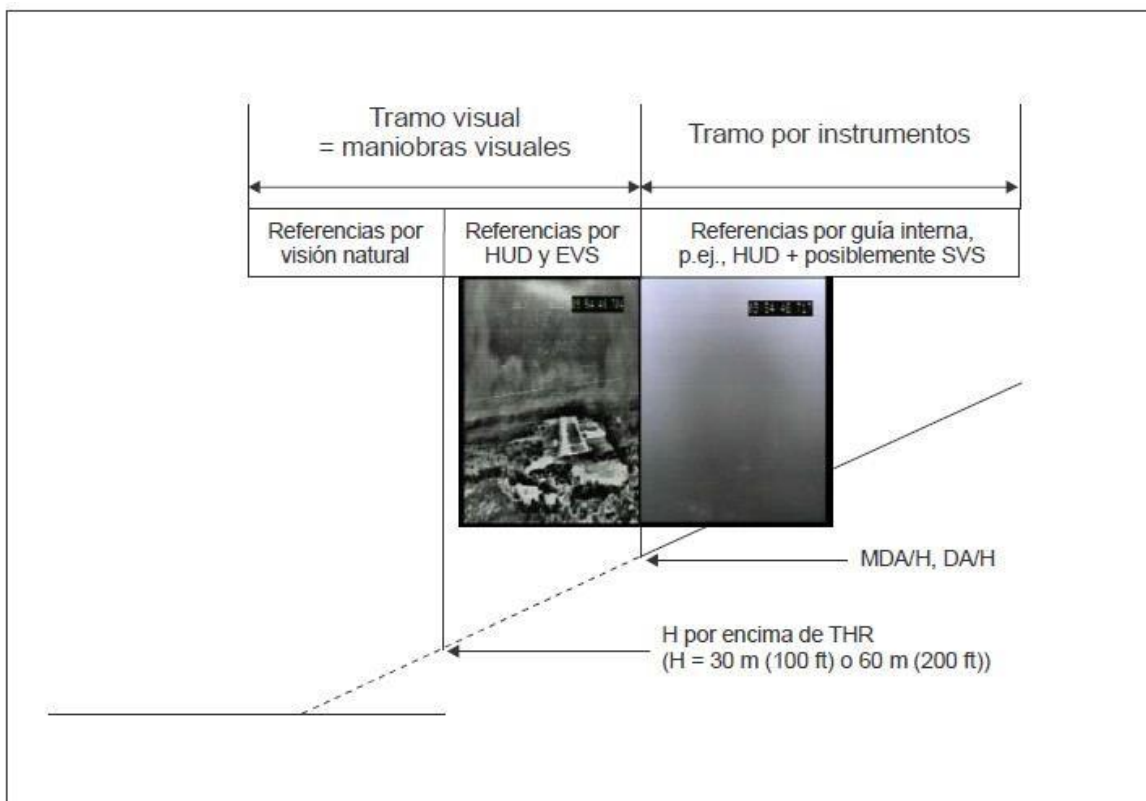 Tramo visual
= maniobras visuales
Tramo por instrumentos
Referencias por
visión natural
Referencias por
HUD y EVS
Referencias por guía interna,
p.ej., HUD + posiblemente SVS
MDA/H, DA/H
H por encima de THR
(H = 30 m (100 ft) o 60 m (200 ft))